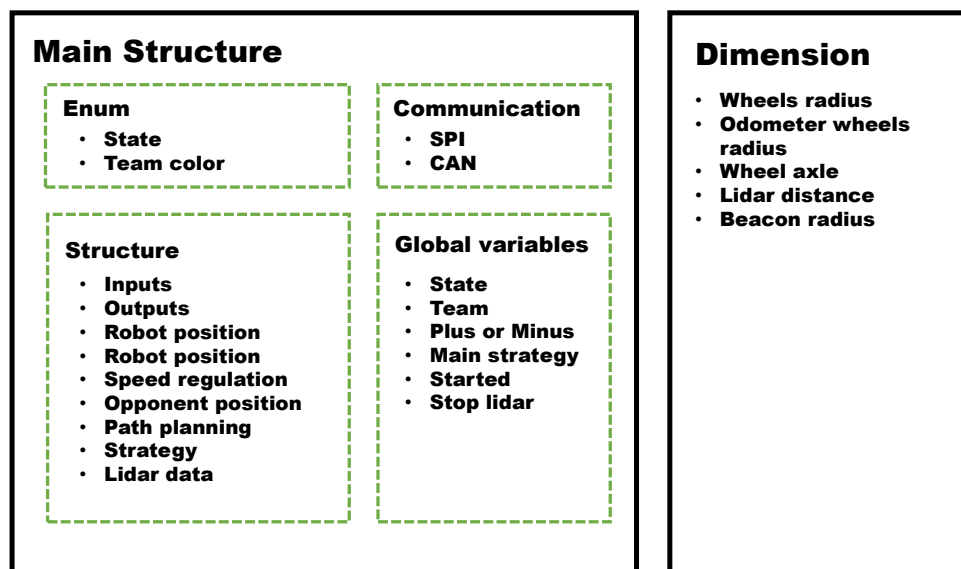 Main Structure
Enum
• State
• Team color
Communication
• SPI
• CAN
Structure
• Inputs
• Outputs
• Robot position
• Robot position
• Speed regulation
• Opponent position
• Path planning
• Strategy
• Lidar data
Global variables
• State
• Team
• Plus or Minus
• Main strategy
• Started
• Stop lidar
Dimension
• Wheels radius
• Odometer wheels
radius
• Wheel axle
• Lidar distance
• Beacon radius